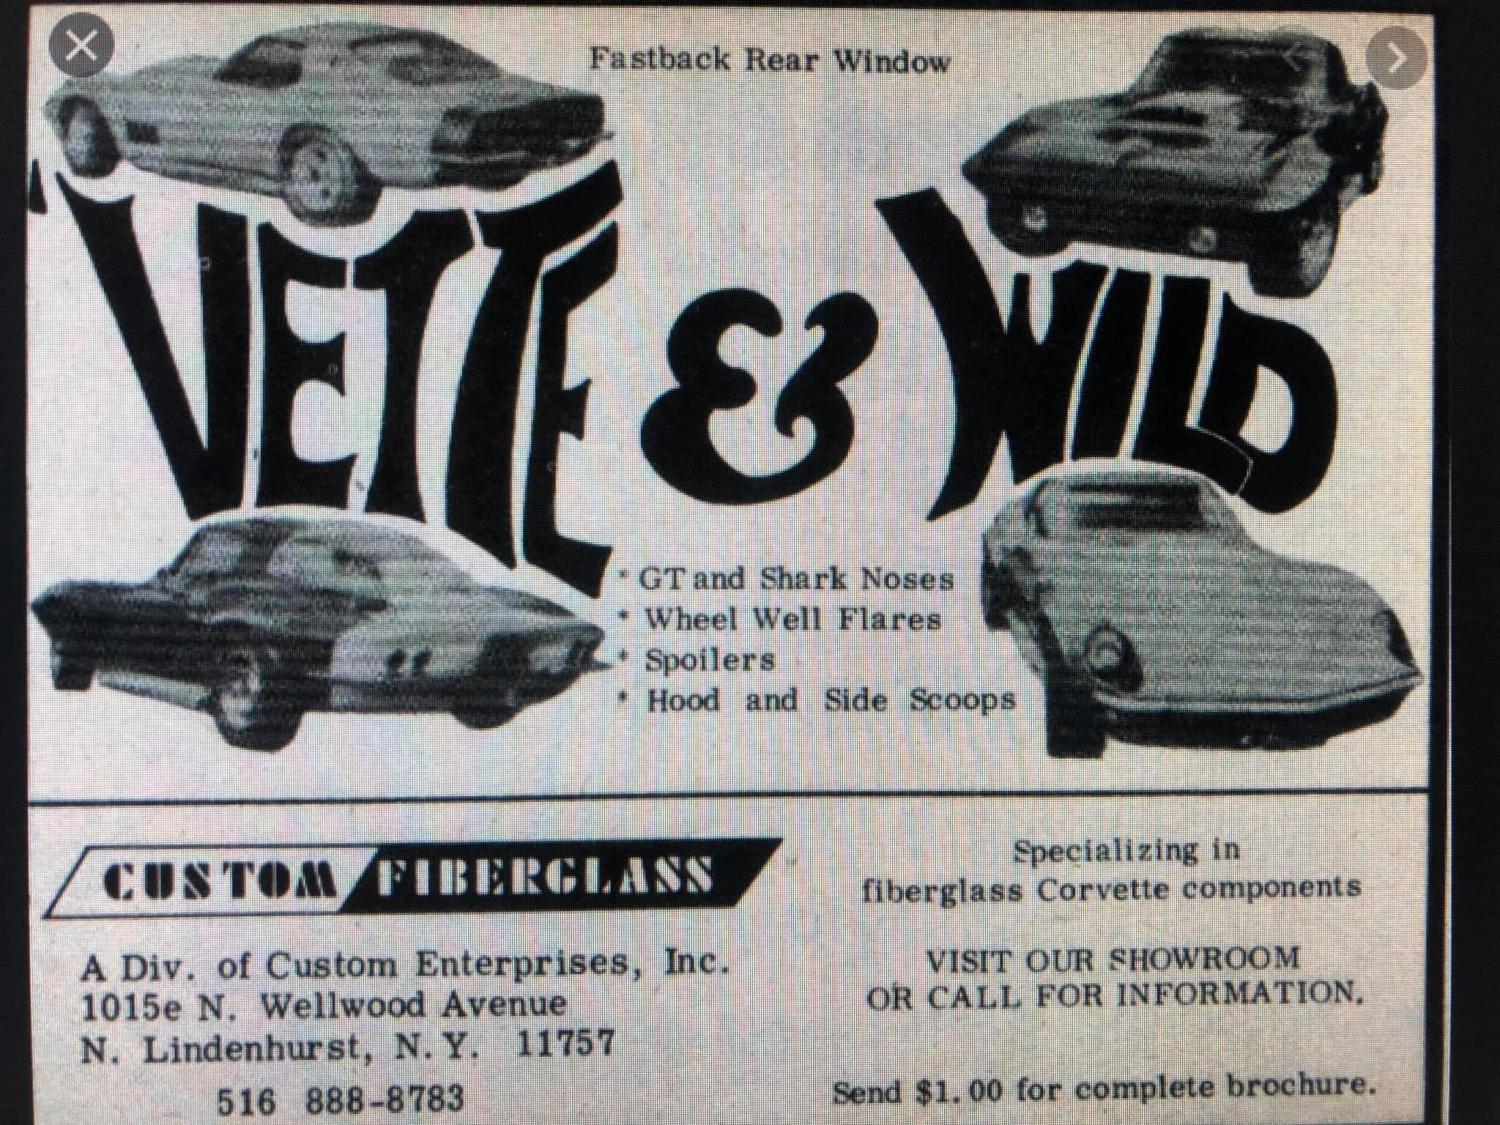 Fastback Rear Window
'VETTE & WILD
* GT and Shark Noses
* Wheel Well Flares
* Spoilers
* Hood and Side Scoops
CUSTOM FIBERGLASS
A Div. of Custom Enterprises, Inc.
1015e N. Wellwood Avenue
N. Lindenhurst, N.Y. 11757
516 888-8783
Specializing in
fiberglass Corvette components
VISIT OUR SHOWROOM
OR CALL FOR INFORMATION.
Send $1.00 for complete brochure.